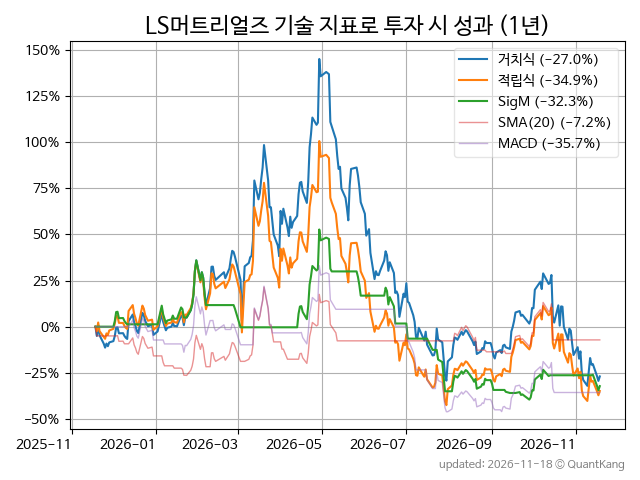 LS머트리얼즈 기술 지표로 투자 시 성과 (1년)
150%
125%
100%
75%
50%
25%
0%
−25%
−50%
거치식 (−27.0%)
적립식 (−34.9%)
SigM (−32.3%)
SMA(20) (−7.2%)
MACD (−35.7%)
2025-11 2026-01 2026-03 2026-05 2026-07 2026-09 2026-11
updated: 2026-11-18 © QuantKang